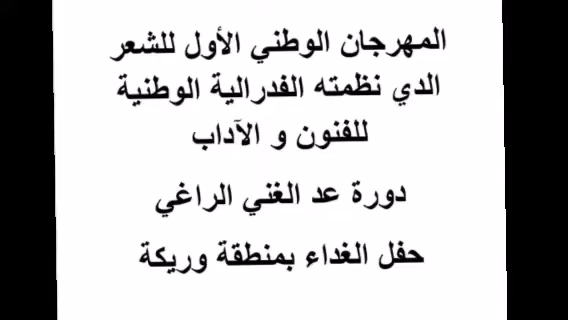 المهرجان الوطني الأول للشعر
الدي نظمته الفدرالية الوطنية
للفنون و الآداب
دورة عد الغني الراغي
حفل الغداء بمنطقة وريكة